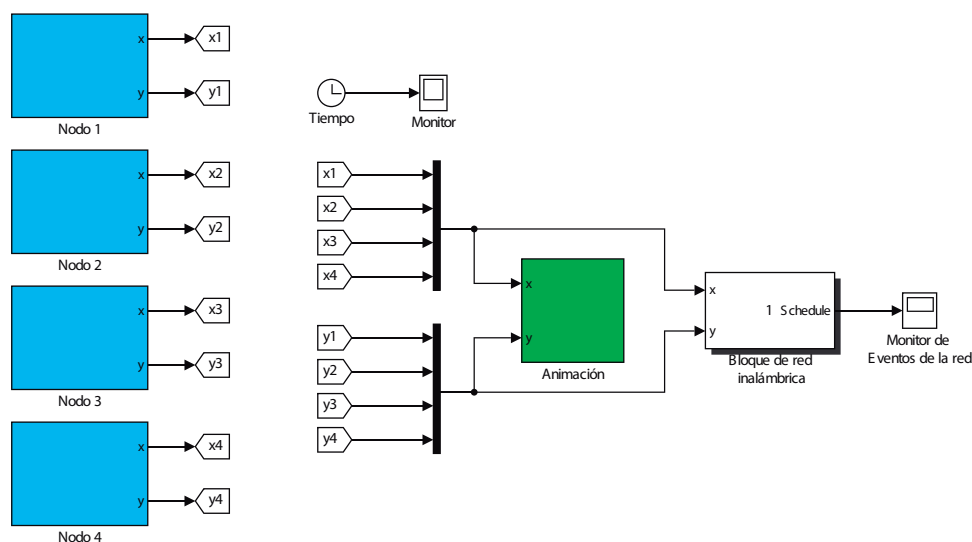 x
x1
y
y1
Nodo 1
x
x2
y
y2
Nodo 2
x
x3
y
y3
Nodo 3
x
x4
y
y4
Nodo 4
Tiempo
Monitor
x1
x2
x3
x4
y1
y2
y3
y4
x
y
Animación
x
y
1 Schedule
Bloque de red
inalámbrica
Monitor de
Eventos de la red